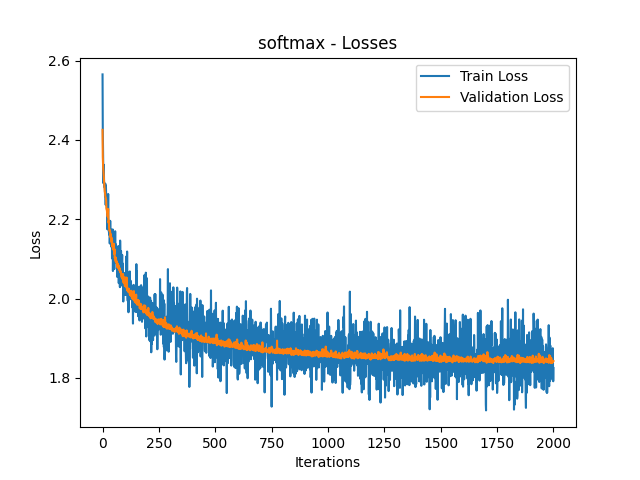 softmax - Losses
Train Loss
Validation Loss
Loss
2.6
2.4
2.2
2.0
1.8
0 250 500 750 1000 1250 1500 1750 2000
Iterations